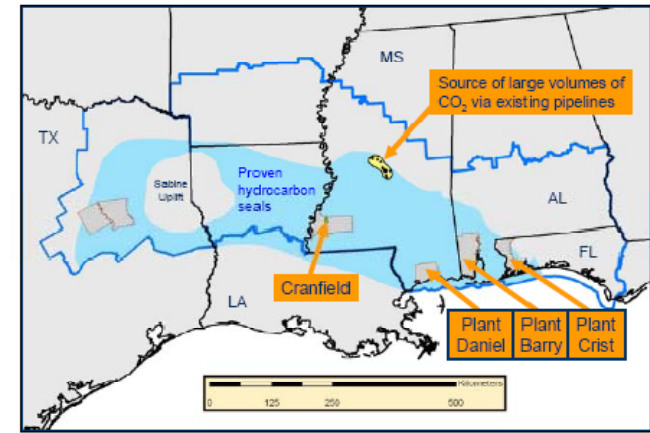 MS
Source of large volumes of
CO₂ via existing pipelines
TX
Sabine
Uplift
Proven
hydrocarbon
seals
AL
FL
Cranfield
LA
Plant
Daniel
Plant
Barry
Plant
Crist
Kilometers
0 125 250 500